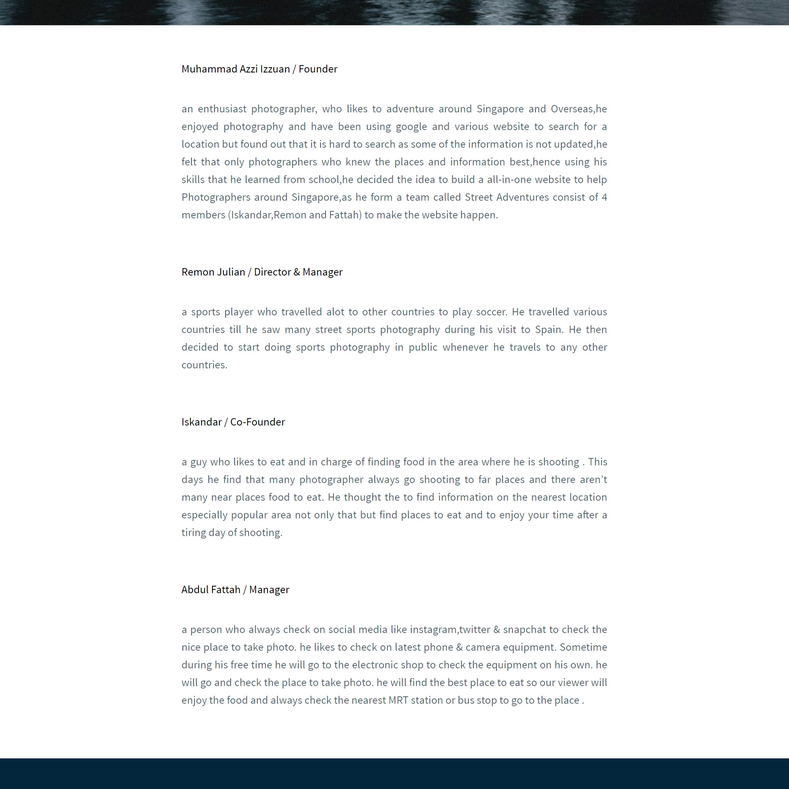 Muhammad Azzi Izzuan / Founder
an enthusiast photographer, who likes to adventure around Singapore and Overseas,he
enjoyed photography and have been using google and various website to search for a
location but found out that it is hard to search as some of the information is not updated,he
felt that only photographers who knew the places and information best,hence using his
skills that he learned from school,he decided the idea to build a all-in-one website to help
Photographers around Singapore,as he form a team called Street Adventures consist of 4
members (Iskandar,Remon and Fattah) to make the website happen.
Remon Julian / Director & Manager
a sports player who travelled alot to other countries to play soccer. He travelled various
countries till he saw many street sports photography during his visit to Spain. He then
decided to start doing sports photography in public whenever he travels to any other
countries.
Iskandar / Co-Founder
a guy who likes to eat and in charge of finding food in the area where he is shooting . This
days he find that many photographer always go shooting to far places and there aren't
many near places food to eat. He thought the to find information on the nearest location
especially popular area not only that but find places to eat and to enjoy your time after a
tiring day of shooting.
Abdul Fattah / Manager
a person who always check on social media like instagram,twitter & snapchat to check the
nice place to take photo. he likes to check on latest phone & camera equipment. Sometime
during his free time he will go to the electronic shop to check the equipment on his own. he
will go and check the place to take photo. he will find the best place to eat so our viewer will
enjoy the food and always check the nearest MRT station or bus stop to go to the place .